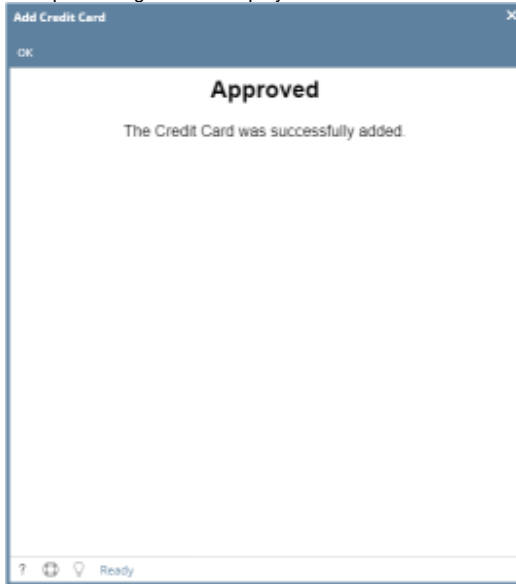 Add Credit Card
×
OK
Approved
The Credit Card was successfully added.
? Ready